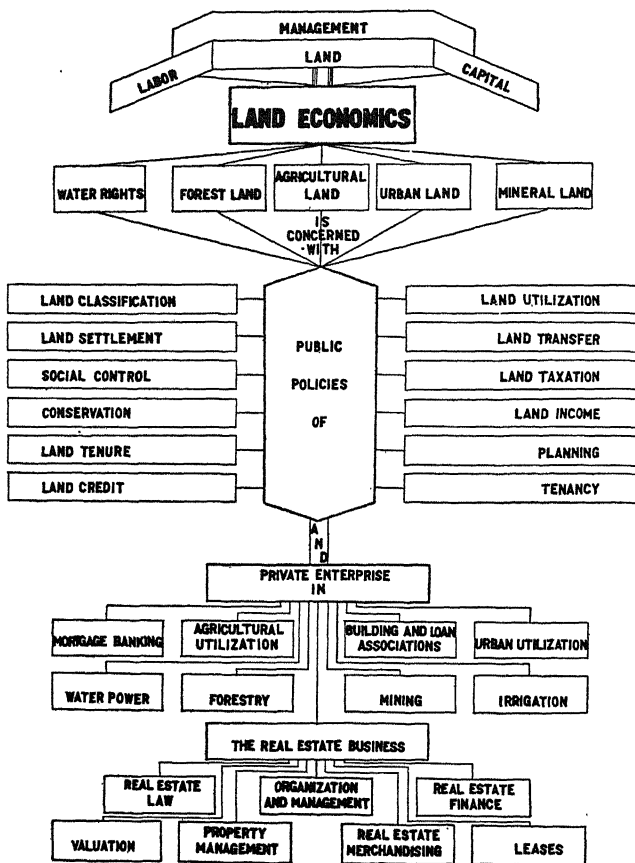 MANAGEMENT
LAND
LABOR
CAPITAL
LAND ECONOMICS
WATER RIGHTS
FOREST LAND
AGRICULTURAL
LAND
URBAN LAND
MINERAL LAND
IS
CONCERNED
WITH
PUBLIC
POLICIES
OF
LAND CLASSIFICATION
LAND SETTLEMENT
SOCIAL CONTROL
CONSERVATION
LAND TENURE
LAND CREDIT
LAND UTILIZATION
LAND TRANSFER
LAND TAXATION
LAND INCOME
PLANNING
TENANCY
AND
PRIVATE ENTERPRISE
IN
MORTGAGE BANKING
AGRICULTURAL
UTILIZATION
BUILDING AND LOAN
ASSOCIATIONS
URBAN UTILIZATION
WATER POWER
FORESTRY
MINING
IRRIGATION
THE REAL ESTATE BUSINESS
REAL ESTATE
LAW
ORGANIZATION
AND MANAGEMENT
REAL ESTATE
FINANCE
VALUATION
PROPERTY
MANAGEMENT
REAL ESTATE
MERCHANDISING
LEASES